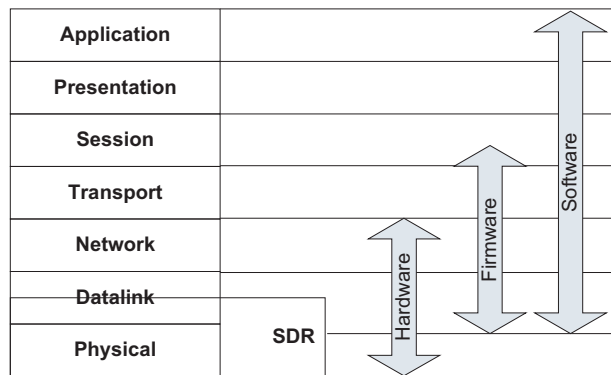 Application
Presentation
Session
Transport
Network
Datalink
Physical
SDR
Hardware
Firmware
Software